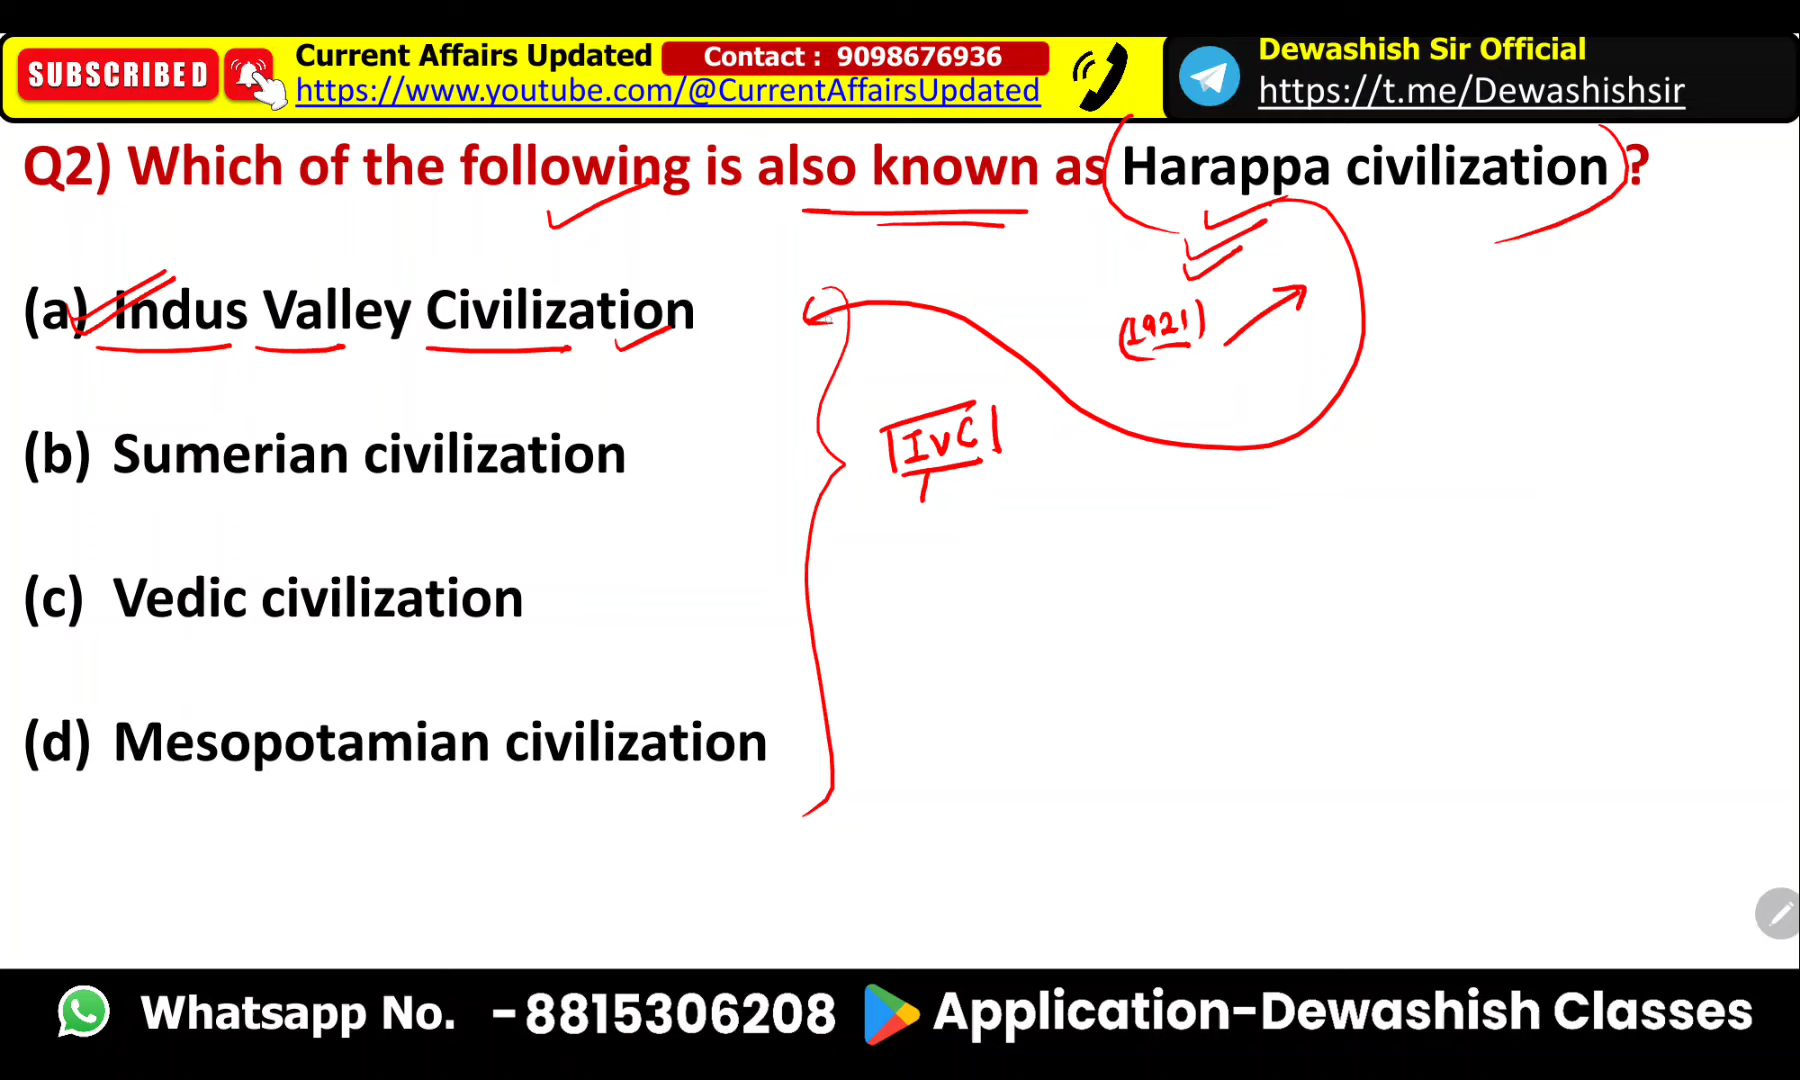 SUBSCRIBED
Current Affairs Updated
Contact : 9098676936
https://www.youtube.com/@CurrentAffairsUpdated
Dewashish Sir Official
https://t.me/Dewashishsir
Q2) Which of the following is also known as Harappa civilization ?
(a) Indus Valley Civilization
(1921)
IVC
(b) Sumerian civilization
(c) Vedic civilization
(d) Mesopotamian civilization
Whatsapp No. -8815306208
Application-Dewashish Classes